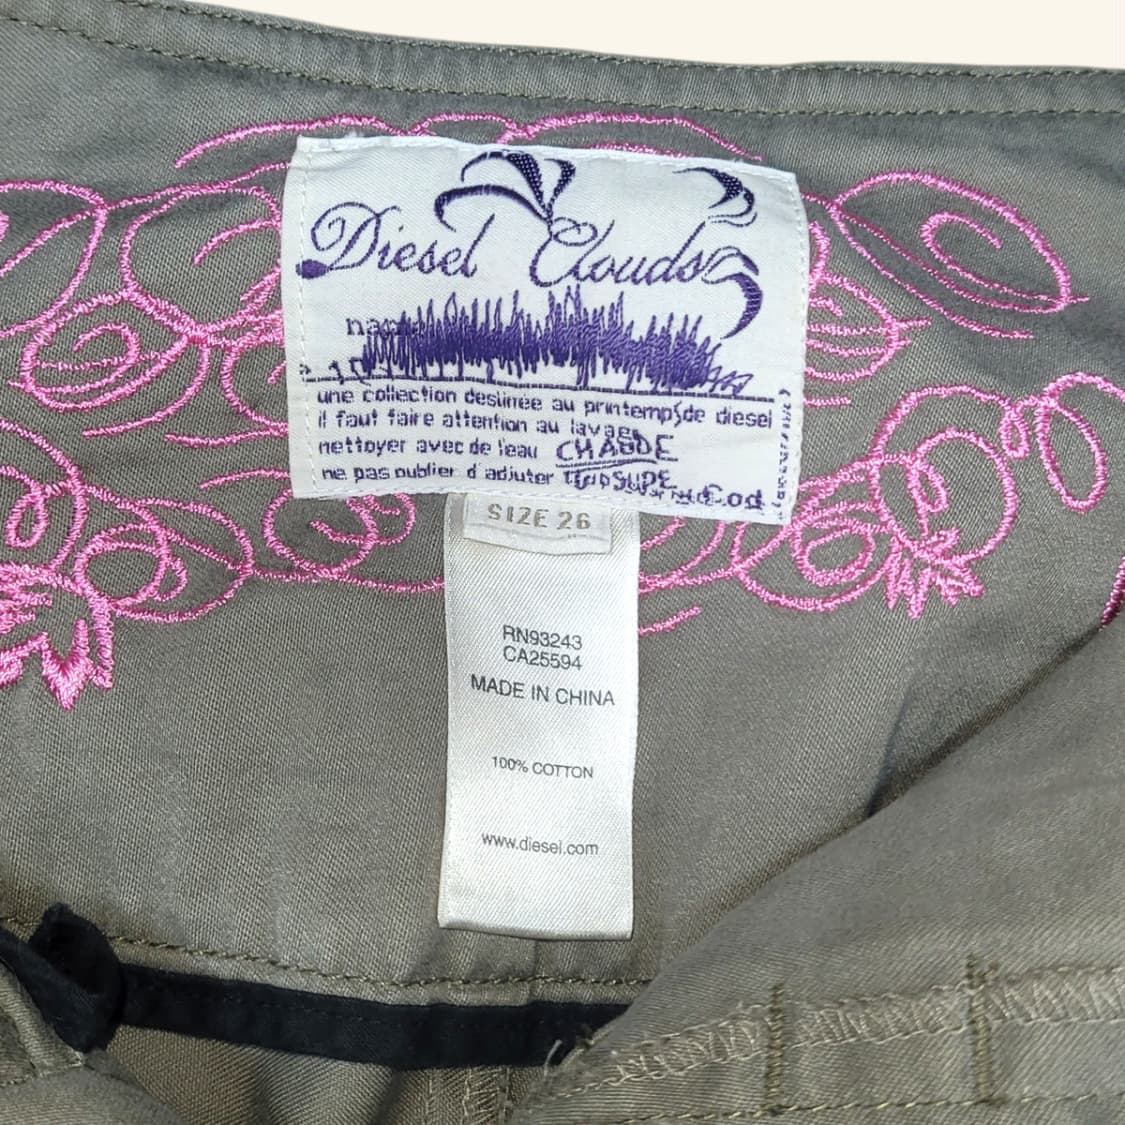 Diesel Clouds
une collection destinée au printemps de diesel
il faut faire attention au lavage
nettoyer avec de l'eau CHAUDE
ne pas oublier d'ajouter
SIZE 26
RN93243
CA25594
MADE IN CHINA
100% COTTON
www.diesel.com